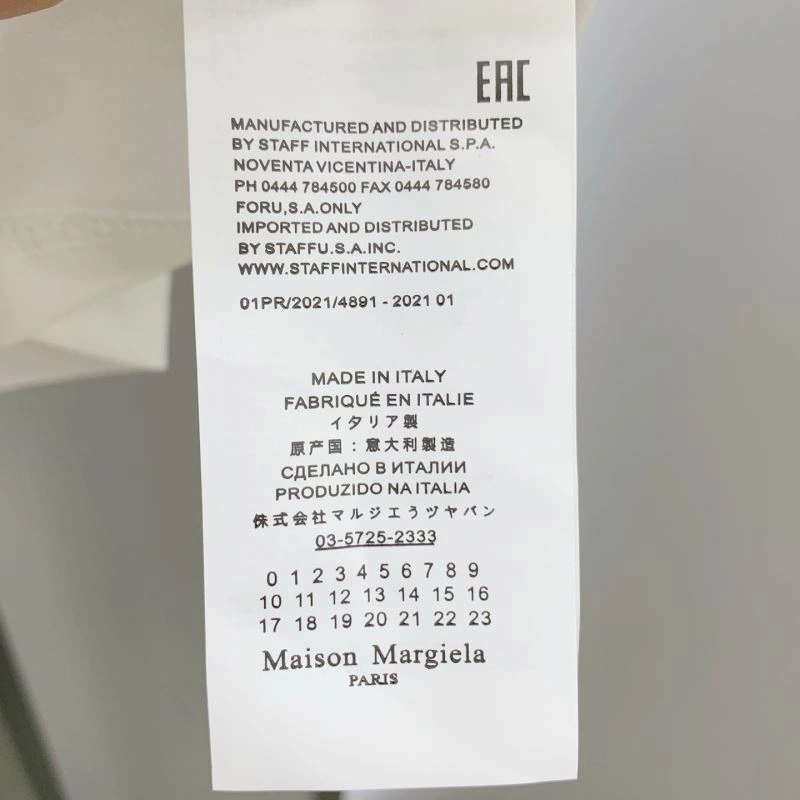 EAC
MANUFACTURED AND DISTRIBUTED
BY STAFF INTERNATIONAL S.P.A.
NOVENTA VICENTINA-ITALY
PH 0444 784500 FAX 0444 784580
FORU,S.A.ONLY
IMPORTED AND DISTRIBUTED
BY STAFFU.S.A.INC.
WWW.STAFFINTERNATIONAL.COM
01PR/2021/4891 - 2021 01
MADE IN ITALY
FABRIQUÉ EN ITALIE
イタリア製
原产国：意大利製造
СДЕЛАНО В ИТАЛИИ
PRODUZIDO NA ITALIA
侏式会社マルジエうヅヤバン
03-5725-2333
0 1 2 3 4 5 6 7 8 9
10 11 12 13 14 15 16
17 18 19 20 21 22 23
Maison Margiela
PARIS